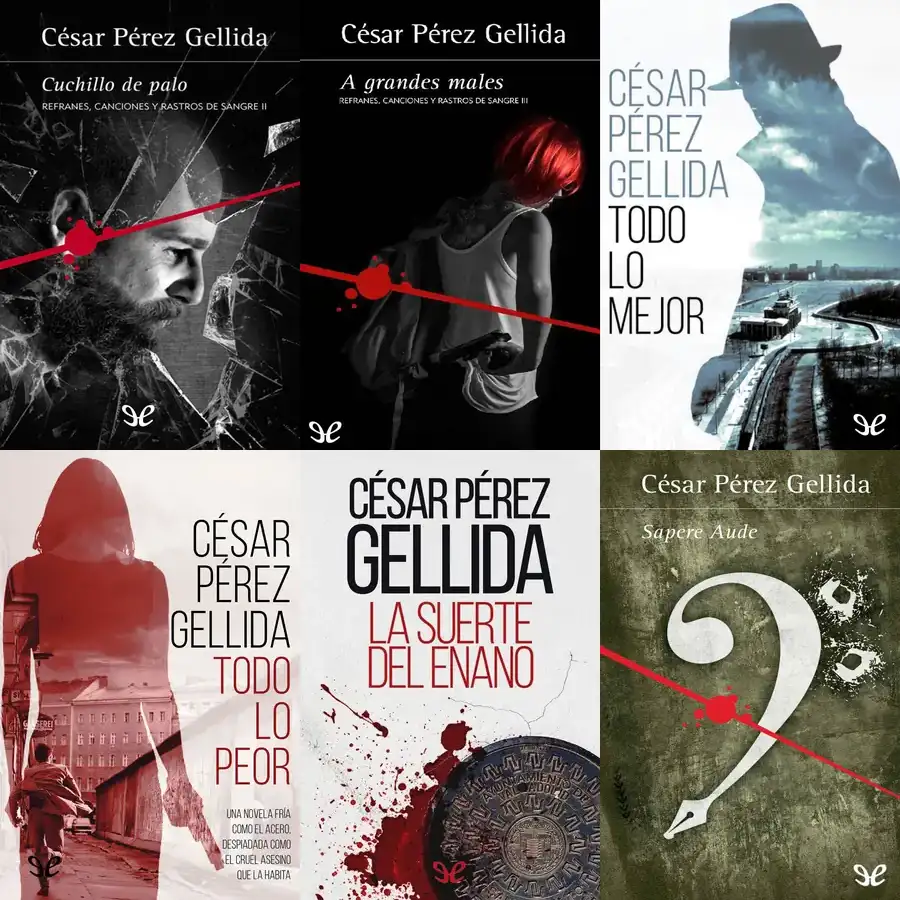 César Pérez Gellida
Cuchillo de palo
REFRANES, CANCIONES Y RASTROS DE SANGRE II
César Pérez Gellida
A grandes males
REFRANES, CANCIONES Y RASTROS DE SANGRE III
CÉSAR
PÉREZ
GELLIDA
TODO
LO
MEJOR
CÉSAR
PÉREZ
GELLIDA
TODO
LO
PEOR
UNA NOVELA FRÍA
COMO EL ACERO,
DESPIADADA COMO
EL CRUEL ASESINO
QUE LA HABITA
CÉSAR PÉREZ
GELLIDA
LA SUERTE
DEL ENANO
AYUNTAMIENTO
César Pérez Gellida
Sapere Aude